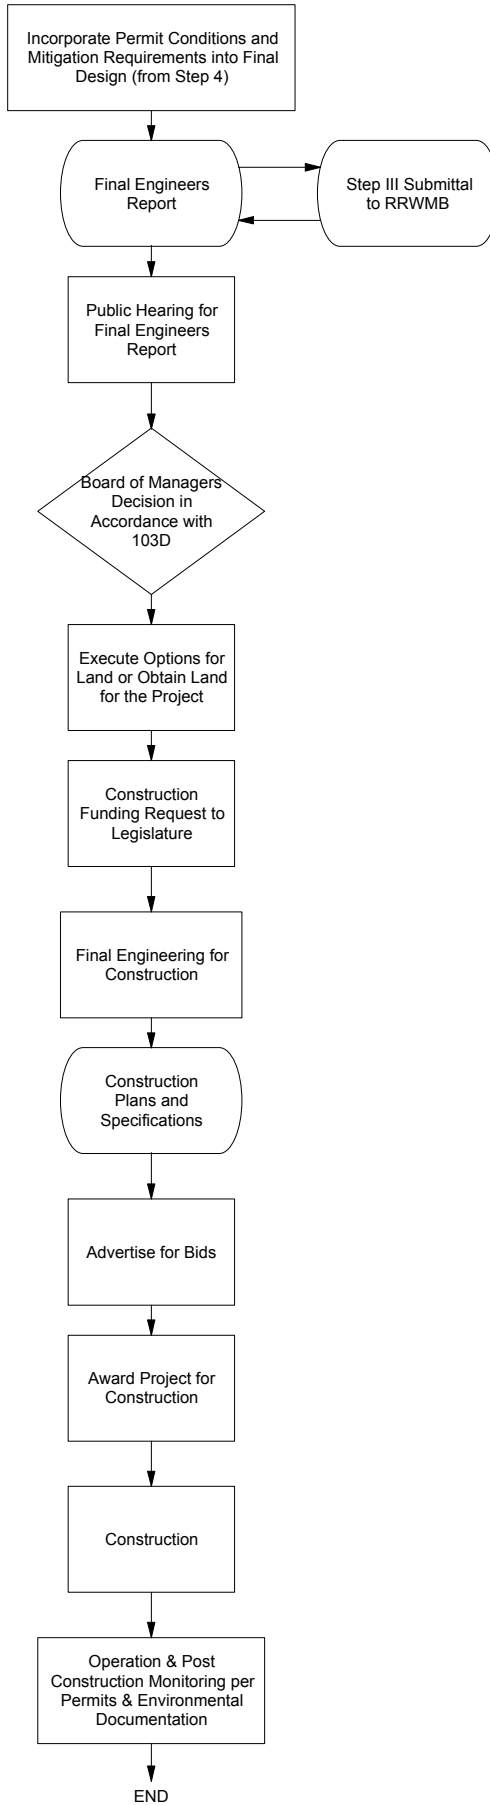 Incorporate Permit Conditions and
Mitigation Requirements into Final
Design (from Step 4)
Final Engineers
Report
Step III Submittal
to RRWMB
Public Hearing for
Final Engineers
Report
Board of Managers
Decision in
Accordance with
103D
Execute Options for
Land or Obtain Land
for the Project
Construction
Funding Request to
Legislature
Final Engineering for
Construction
Construction
Plans and
Specifications
Advertise for Bids
Award Project for
Construction
Construction
Operation & Post
Construction Monitoring per
Permits & Environmental
Documentation
END